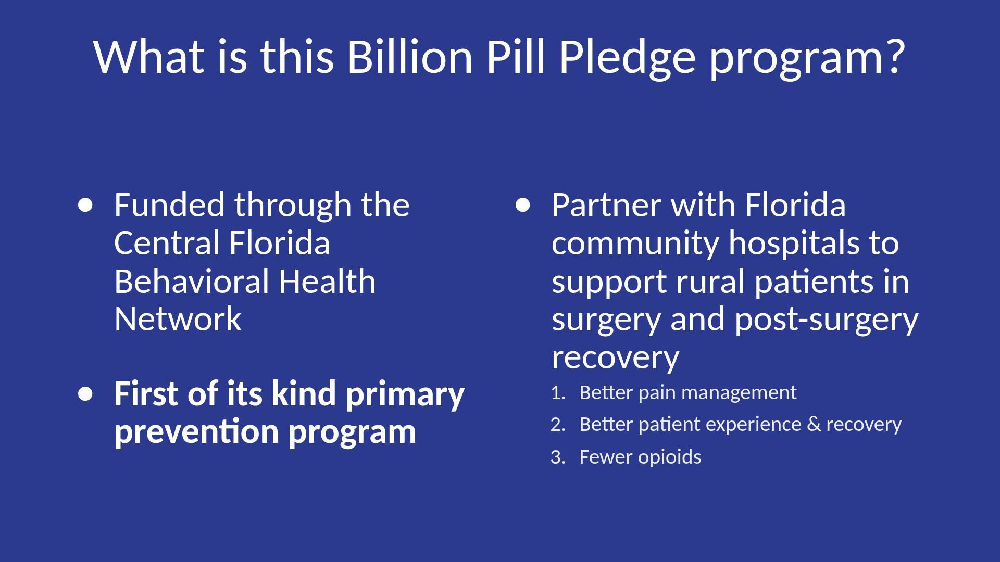 What is this Billion Pill Pledge program?
● Funded through the
Central Florida
Behavioral Health
Network
● First of its kind primary
prevention program
● Partner with Florida
community hospitals to
support rural patients in
surgery and post-surgery
recovery
1. Better pain management
2. Better patient experience & recovery
3. Fewer opioids